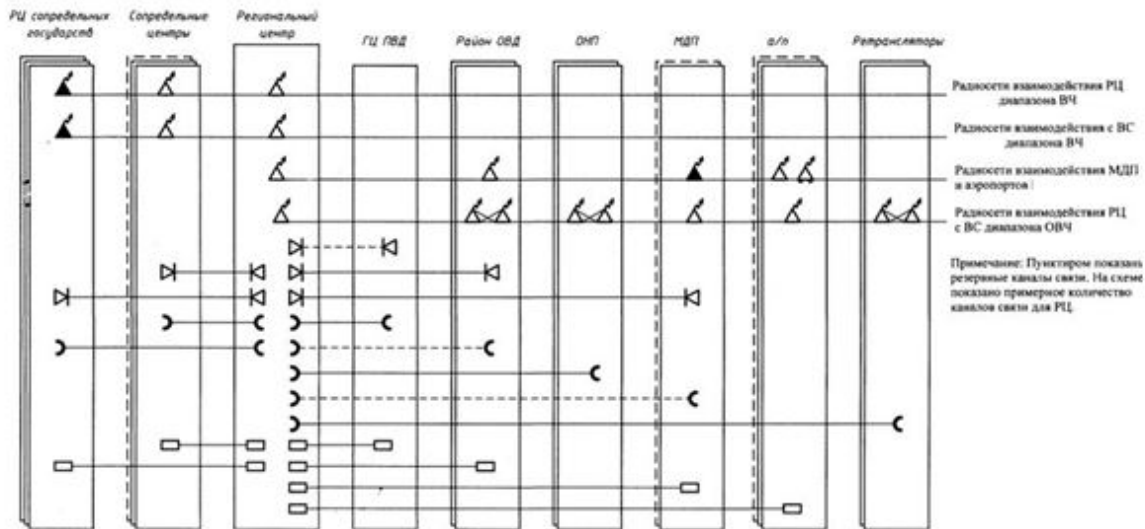 РЦ сопредельных
государств
Сопредельные
центры
Региональный
центр
ГЦ ПВД
Район ОВД
ОНП
МДП
а/п
Ретрансляторы
Радиосети взаимодействия РЦ
диапазона ВЧ
Радиосети взаимодействия с ВС
диапазона ВЧ
Радиосети взаимодействия МДП
и аэропортов
Радиосети взаимодействия РЦ
с ВС диапазона ОВЧ
Примечание: Пунктиром показаны
резервные каналы связи. На схеме
показано примерное количество
каналов связи для РЦ.